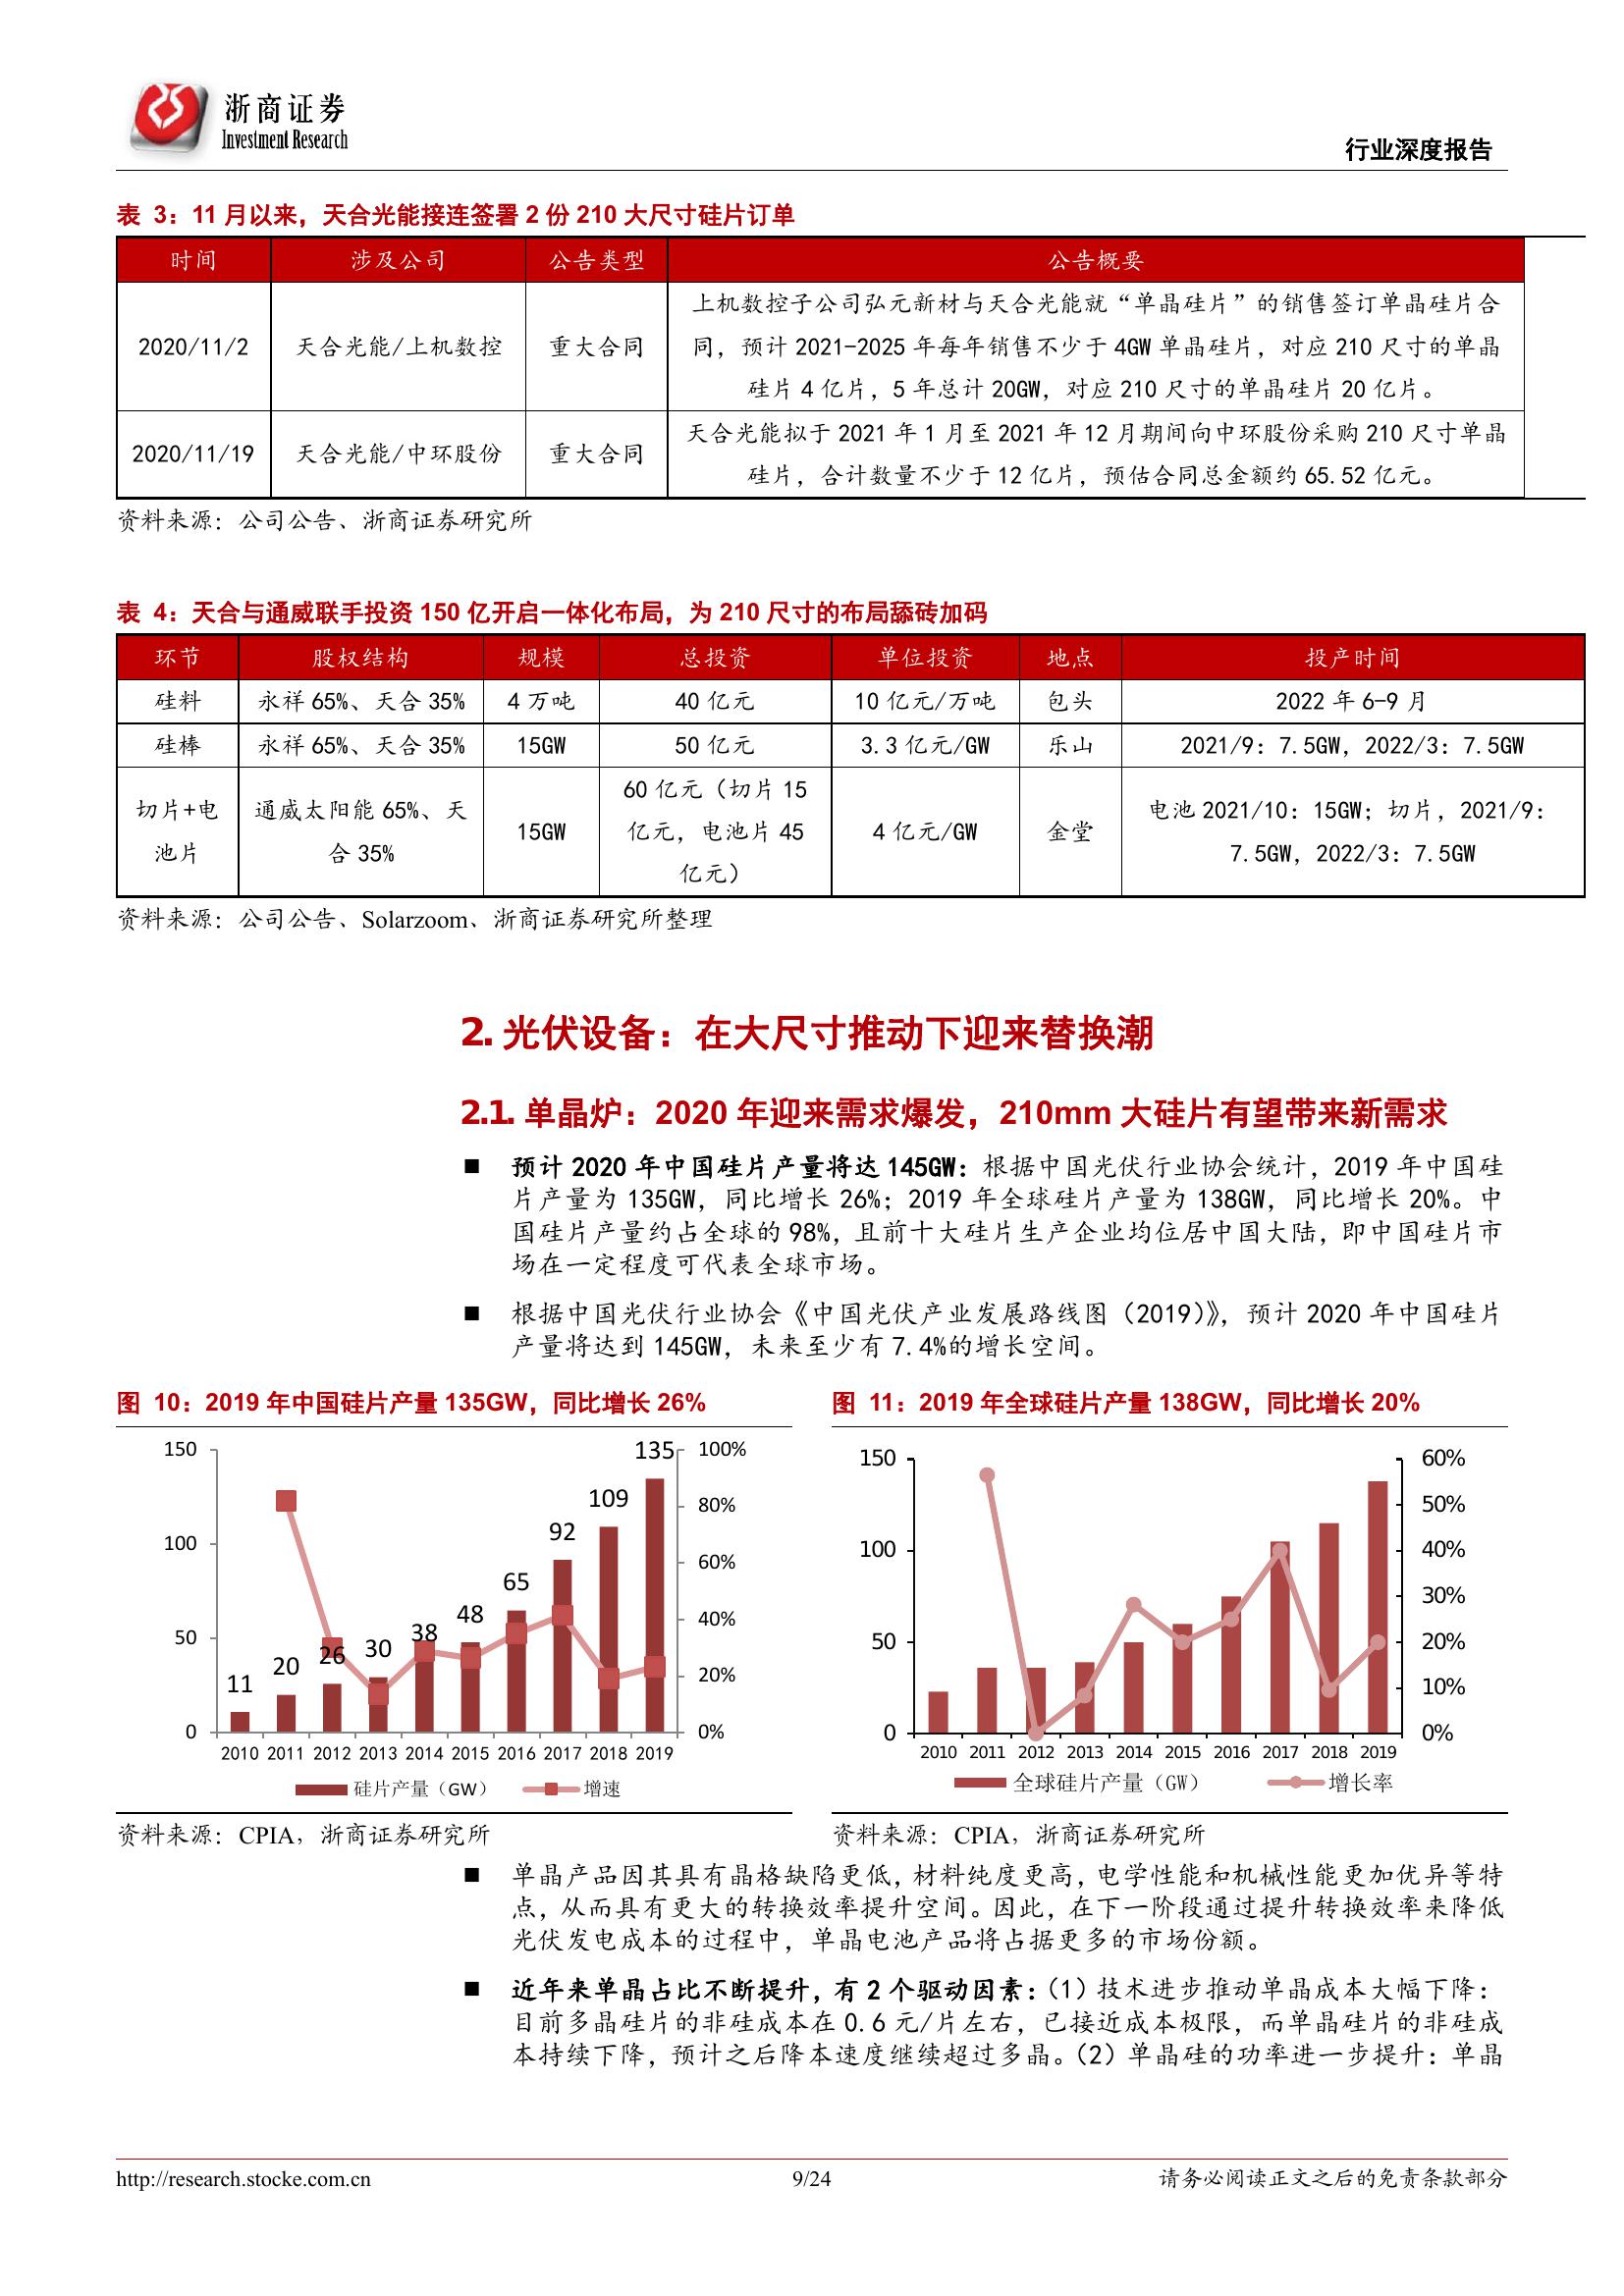 浙商证券
Investment Research
行业深度报告
表 3：11 月以来，天合光能接连签署 2 份 210 大尺寸硅片订单
时间 涉及公司 公告类型 公告概要
2020/11/2 天合光能/上机数控 重大合同 上机数控子公司弘元新材与天合光能就“单晶硅片”的销售签订单晶硅片合
同，预计 2021-2025 年每年销售不少于 4GW 单晶硅片，对应 210 尺寸的单晶
硅片 4 亿片，5 年总计 20GW，对应 210 尺寸的单晶硅片 20 亿片。
2020/11/19 天合光能/中环股份 重大合同 天合光能拟于 2021 年 1 月至 2021 年 12 月期间向中环股份采购 210 尺寸单晶
硅片，合计数量不少于 12 亿片，预估合同总金额约 65.52 亿元。
资料来源：公司公告、浙商证券研究所
表 4：天合与通威联手投资 150 亿开启一体化布局，为 210 尺寸的布局舔砖加码
环节 股权结构 规模 总投资 单位投资 地点 投产时间
硅料 永祥 65%、天合 35% 4 万吨 40 亿元 10 亿元/万吨 包头 2022 年 6-9 月
硅棒 永祥 65%、天合 35% 15GW 50 亿元 3.3 亿元/GW 乐山 2021/9：7.5GW，2022/3：7.5GW
切片+电
池片
通威太阳能 65%、天
合 35%
15GW
60 亿元（切片 15
亿元，电池片 45
亿元）
4 亿元/GW
金堂
电池 2021/10：15GW；切片，2021/9：
7.5GW，2022/3：7.5GW
资料来源：公司公告、Solarzoom、浙商证券研究所整理
2. 光伏设备：在大尺寸推动下迎来替换潮
2.1. 单晶炉：2020 年迎来需求爆发，210mm 大硅片有望带来新需求
■ 预计 2020 年中国硅片产量将达 145GW：根据中国光伏行业协会统计，2019 年中国硅
片产量为 135GW，同比增长 26%；2019 年全球硅片产量为 138GW，同比增长 20%。中
国硅片产量约占全球的 98%，且前十大硅片生产企业均位居中国大陆，即中国硅片市
场在一定程度可代表全球市场。
■ 根据中国光伏行业协会《中国光伏产业发展路线图（2019）》，预计 2020 年中国硅片
产量将达到 145GW，未来至少有 7.4%的增长空间。
图 10：2019 年中国硅片产量 135GW，同比增长 26%
150 100 50 0
11 20 26 30 38 48 65 92 109 135
100% 80% 60% 40% 20% 0%
2010 2011 2012 2013 2014 2015 2016 2017 2018 2019
硅片产量（GW） 增速
资料来源：CPIA，浙商证券研究所
图 11：2019 年全球硅片产量 138GW，同比增长 20%
150 100 50 0
60% 50% 40% 30% 20% 10% 0%
2010 2011 2012 2013 2014 2015 2016 2017 2018 2019
全球硅片产量（GW） 增长率
资料来源：CPIA，浙商证券研究所
■ 单晶产品因其具有晶格缺陷更低，材料纯度更高，电学性能和机械性能更加优异等特
点，从而具有更大的转换效率提升空间。因此，在下一阶段通过提升转换效率来降低
光伏发电成本的过程中，单晶电池产品将占据更多的市场份额。
■ 近年来单晶占比不断提升，有 2 个驱动因素：（1）技术进步推动单晶成本大幅下降：
目前多晶硅片的非硅成本在 0.6 元/片左右，已接近成本极限，而单晶硅片的非硅成
本持续下降，预计之后降本速度继续超过多晶。（2）单晶硅的功率进一步提升：单晶
http://research.stocke.com.cn 9/24 请务必阅读正文之后的免责条款部分